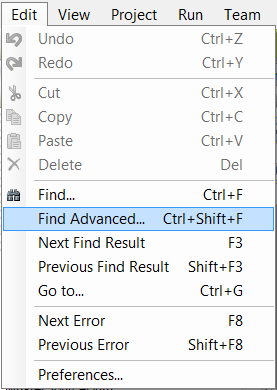 Edit View Project Run Team
Undo Ctrl+Z
Redo Ctrl+Y
Cut Ctrl+X
Copy Ctrl+C
Paste Ctrl+V
Delete Del
Find... Ctrl+F
Find Advanced... Ctrl+Shift+F
Next Find Result F3
Previous Find Result Shift+F3
Go to... Ctrl+G
Next Error F8
Previous Error Shift+F8
Preferences...